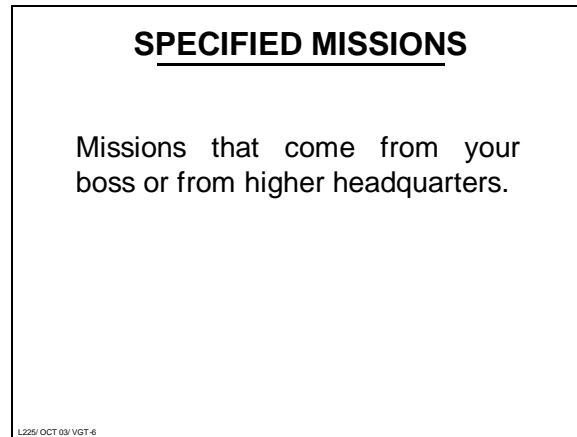 SPECIFIED MISSIONS
Missions that come from your
boss or from higher headquarters.
L225/ OCT 03/ VGT-6